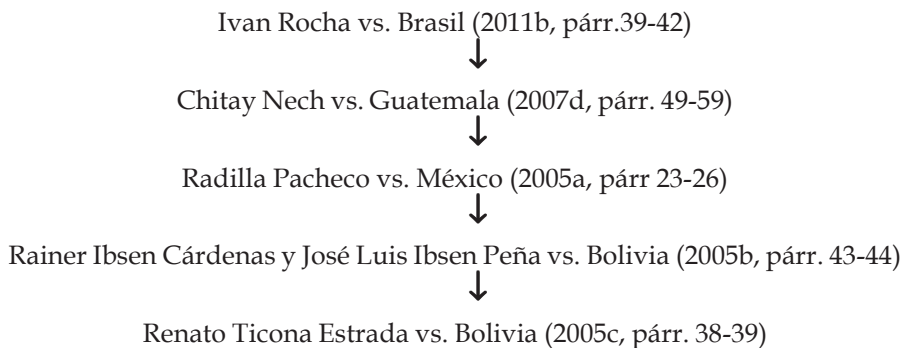 Ivan Rocha vs. Brasil (2011b, párr.39-42)
Chitay Nech vs. Guatemala (2007d, párr. 49-59)
Radilla Pacheco vs. México (2005a, párr 23-26)
Rainer Ibsen Cárdenas y José Luis Ibsen Peña vs. Bolivia (2005b, párr. 43-44)
Renato Ticona Estrada vs. Bolivia (2005c, párr. 38-39)